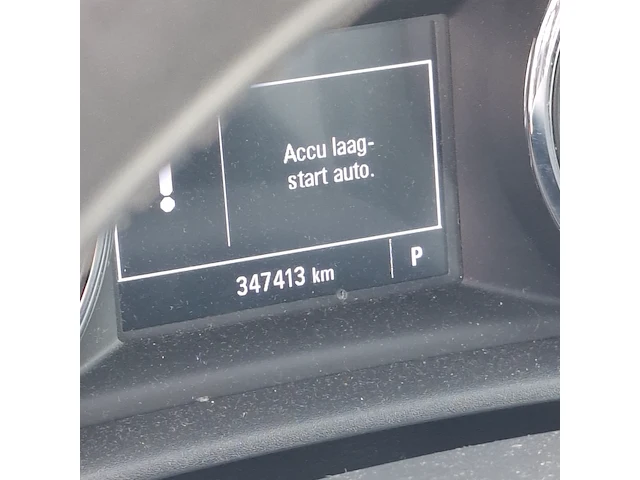 Accu laag-
start auto.
347413 km
P